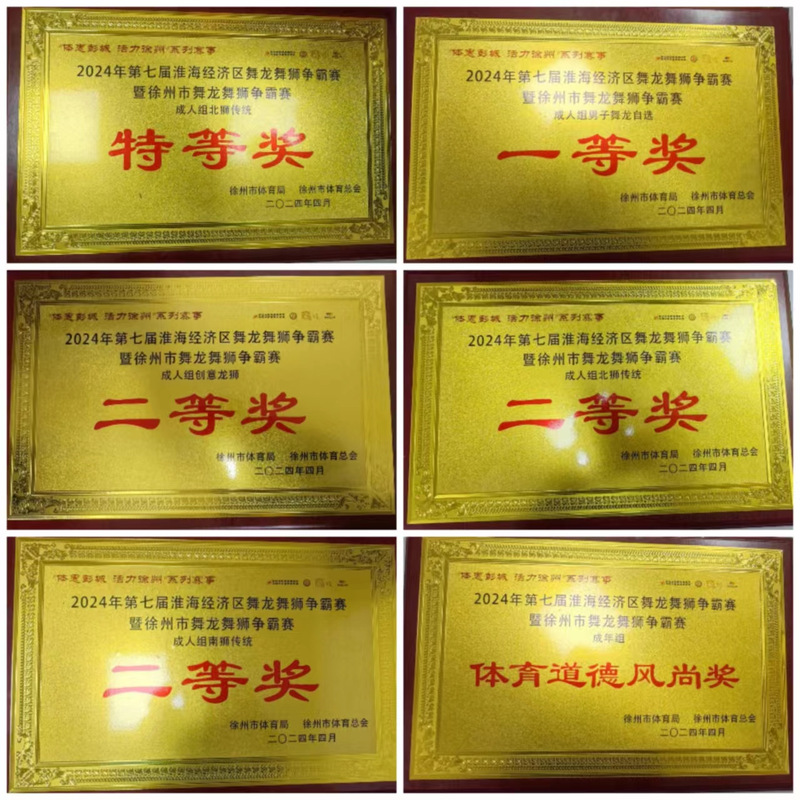 “体惠彭城 活力徐州”系列赛事
2024年第七届淮海经济区舞龙舞狮争霸赛
暨徐州市舞龙舞狮争霸赛
成人组北狮传统
特等奖
徐州市体育局 徐州市体育总会
二〇二四年四月
“体惠彭城 活力徐州”系列赛事
2024年第七届淮海经济区舞龙舞狮争霸赛
暨徐州市舞龙舞狮争霸赛
成人组男子舞龙自选
一等奖
徐州市体育局 徐州市体育总会
二〇二四年四月
“体惠彭城 活力徐州”系列赛事
2024年第七届淮海经济区舞龙舞狮争霸赛
暨徐州市舞龙舞狮争霸赛
成人组创意龙狮
二等奖
徐州市体育局 徐州市体育总会
二〇二四年四月
“体惠彭城 活力徐州”系列赛事
2024年第七届淮海经济区舞龙舞狮争霸赛
暨徐州市舞龙舞狮争霸赛
成人组北狮传统
二等奖
徐州市体育局 徐州市体育总会
二〇二四年四月
“体惠彭城 活力徐州”系列赛事
2024年第七届淮海经济区舞龙舞狮争霸赛
暨徐州市舞龙舞狮争霸赛
成人组南狮传统
二等奖
徐州市体育局 徐州市体育总会
二〇二四年四月
“体惠彭城 活力徐州”系列赛事
2024年第七届淮海经济区舞龙舞狮争霸赛
暨徐州市舞龙舞狮争霸赛
成年组
体育道德风尚奖
徐州市体育局 徐州市体育总会
二〇二四年四月